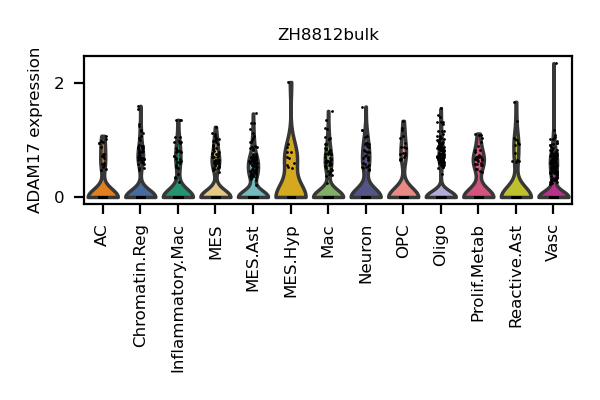 ZH8812bulk
ADAM17 expression
2
0
AC
Chromatin.Reg
Inflammatory.Mac
MES
MES.Ast
MES.Hyp
Mac
Neuron
OPC
Oligo
Prolif.Metab
Reactive.Ast
Vasc